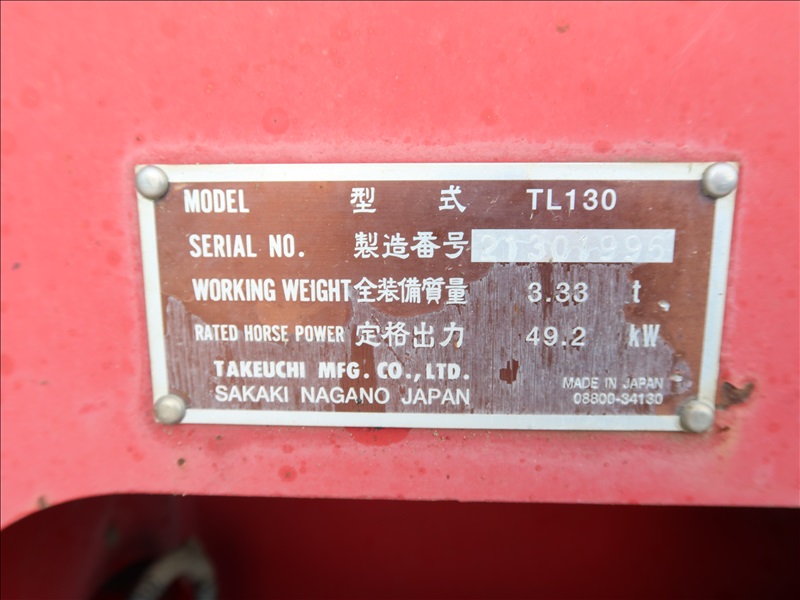 MODEL 型 式 TL130
SERIAL NO. 製造番号
WORKING WEIGHT 全装備質量 3.33 t
RATED HORSE POWER 定格出力 49.2 kW
TAKEUCHI MFG. CO., LTD.
SAKAKI NAGANO JAPAN
MADE IN JAPAN
08800-34130